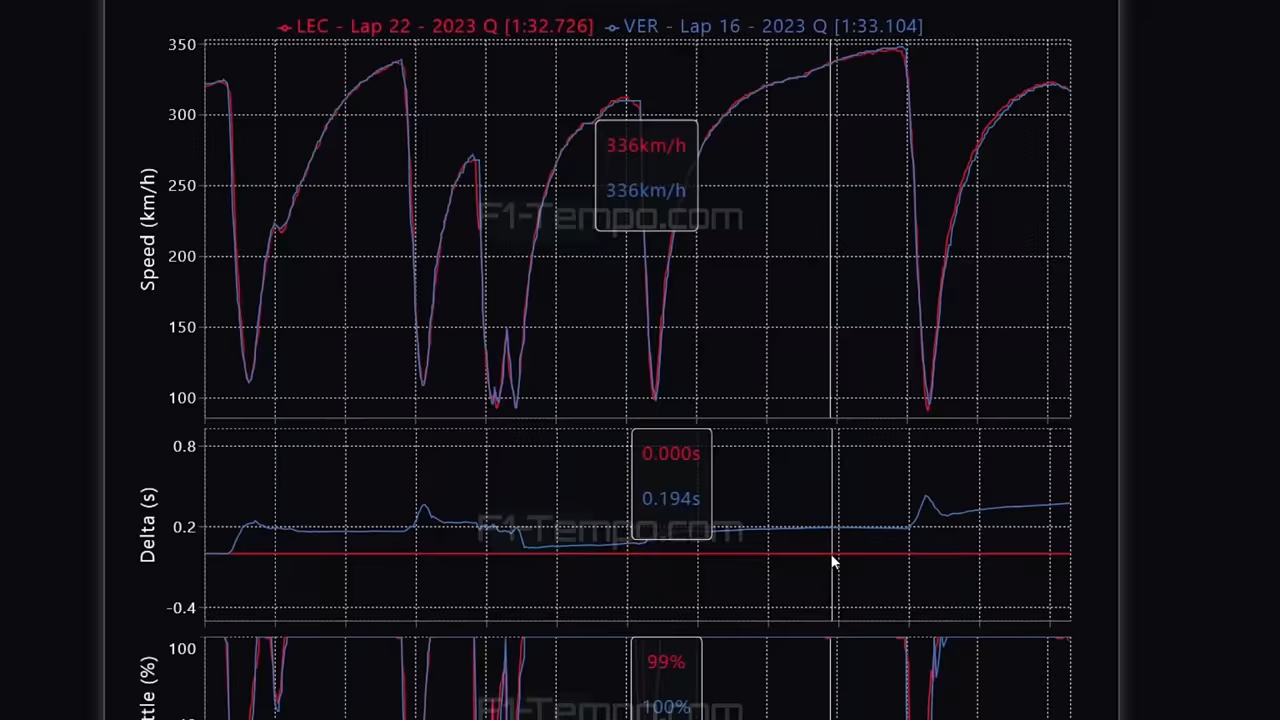 LEC - Lap 22 - 2023 Q [1:32.726] VER - Lap 16 - 2023 Q [1:33.104]
350
300
250
200
150
100
Speed (km/h)
336km/h
336km/h
F1-Tempo.com
0.8
0.2
-0.4
Delta (s)
0.000s
0.194s
F1-Tempo.com
100
ttle (%)
99%
100%
F1-Tempo.com